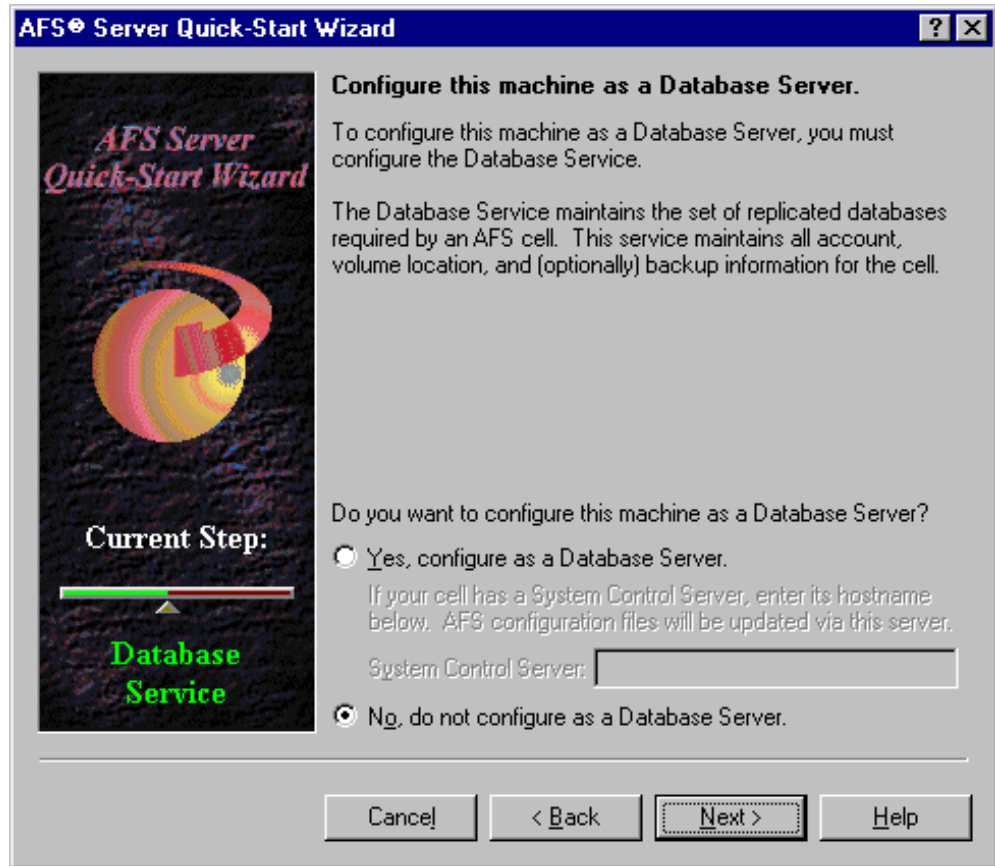 AFS® Server Quick-Start Wizard
AFS Server
Quick-Start Wizard
Current Step:
Database
Service
Configure this machine as a Database Server.
To configure this machine as a Database Server, you must
configure the Database Service.
The Database Service maintains the set of replicated databases
required by an AFS cell. This service maintains all account,
volume location, and (optionally) backup information for the cell.
Do you want to configure this machine as a Database Server?
Yes, configure as a Database Server.
If your cell has a System Control Server, enter its hostname
below. AFS configuration files will be updated via this server.
System Control Server:
No, do not configure as a Database Server.
Cancel
< Back
Next >
Help